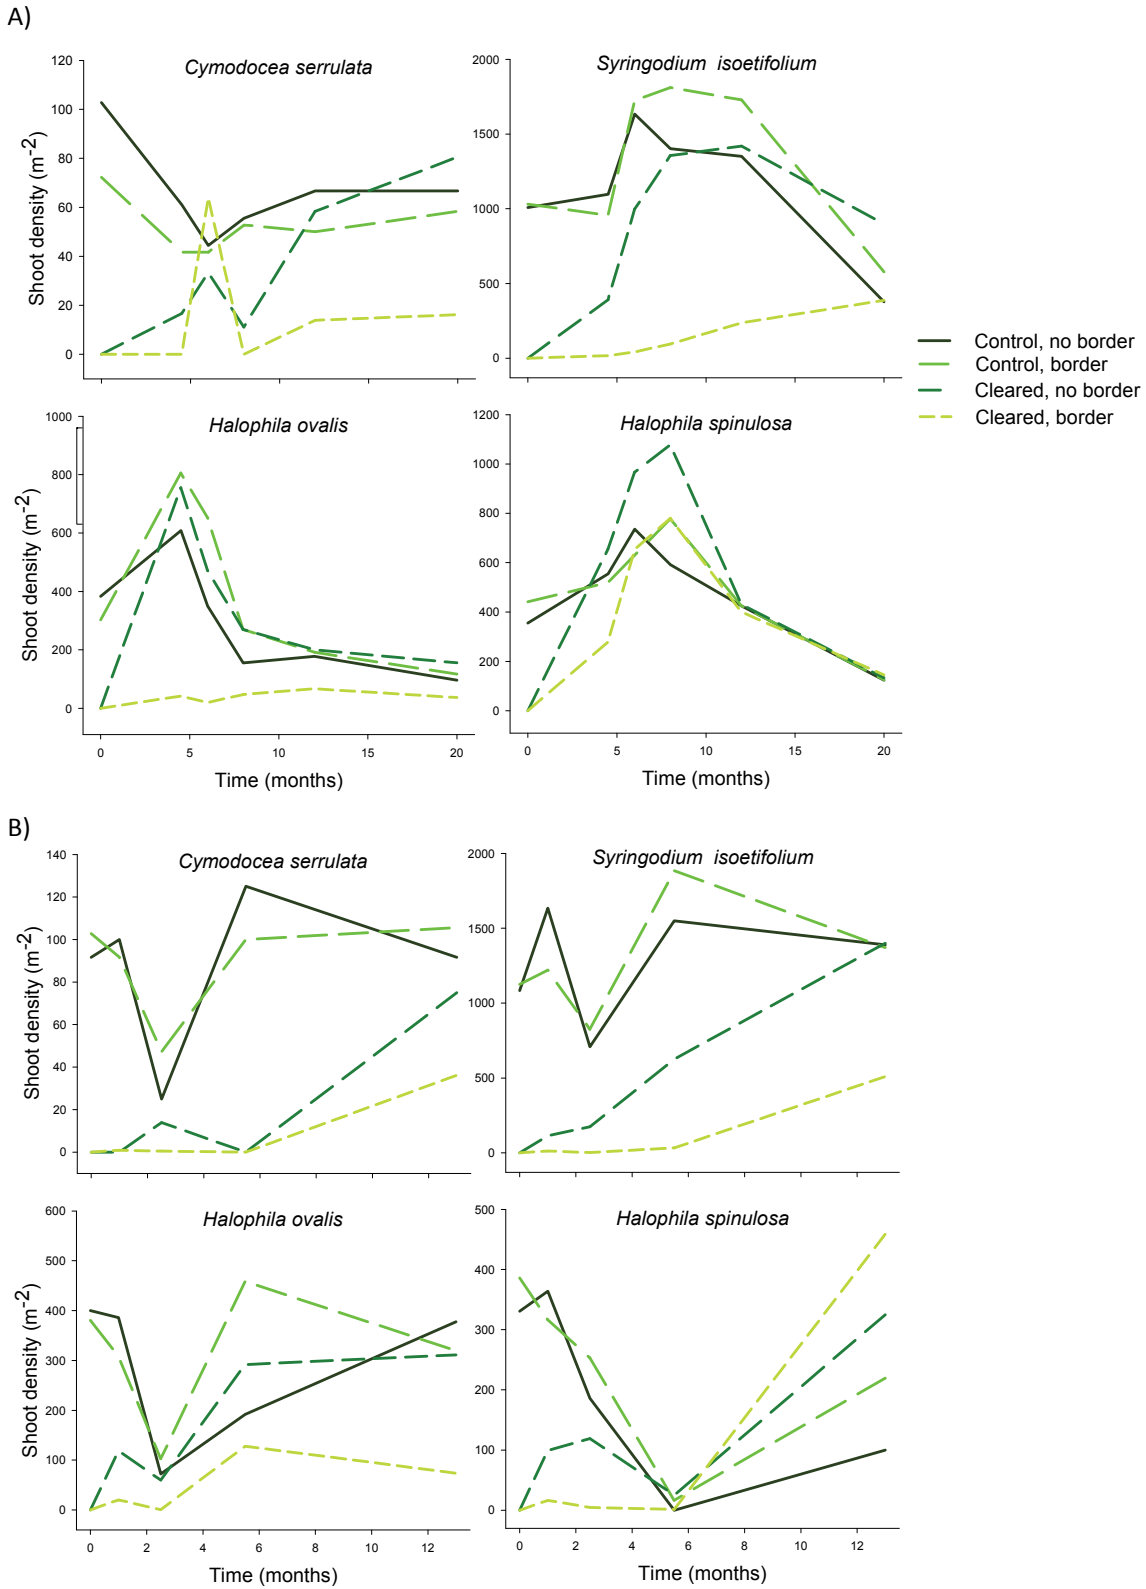 A)
Cymodocea serrulata
Shoot density (m-2)
120
100
80
60
40
20
0
Syringodium isoetifolium
2000
1500
1000
500
0
Control, no border
Control, border
Cleared, no border
Cleared, border
Halophila ovalis
Shoot density (m-2)
1000
800
600
400
200
0
0 5 10 15 20
Time (months)
Halophila spinulosa
1200
1000
800
600
400
200
0
0 5 10 15 20
Time (months)
B)
Cymodocea serrulata
Shoot density (m-2)
140
120
100
80
60
40
20
0
Syringodium isoetifolium
2000
1500
1000
500
0
Halophila ovalis
Shoot density (m-2)
600
500
400
300
200
100
0
0 2 4 6 8 10 12
Time (months)
Halophila spinulosa
500
400
300
200
100
0
0 2 4 6 8 10 12
Time (months)